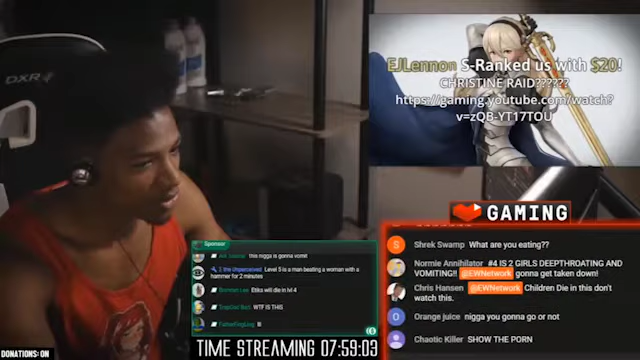 DXR
EJLennon S-Ranked us with $20!
CHRISTINE RAID??????
https://gaming.youtube.com/watch?
v=zQB-YT17TOU
GAMING
Sponsor
this nigga is gonna vomit
Level 5 is a man beating a woman with a
hammer for 2 minutes
Etika will die in lvl 4
WTF IS THIS
Shrek Swamp What are you eating??
Normie Annihilator #4 IS 2 GIRLS DEEPTHROATING AND
VOMITING!! @EWNetwork gonna get taken down!
Chris Hansen @EWNetwork Children Die in this don't
watch this.
Orange juice nigga you gonna go or not
Chaotic Killer SHOW THE PORN
DONATIONS: ON
TIME STREAMING 07:59:03